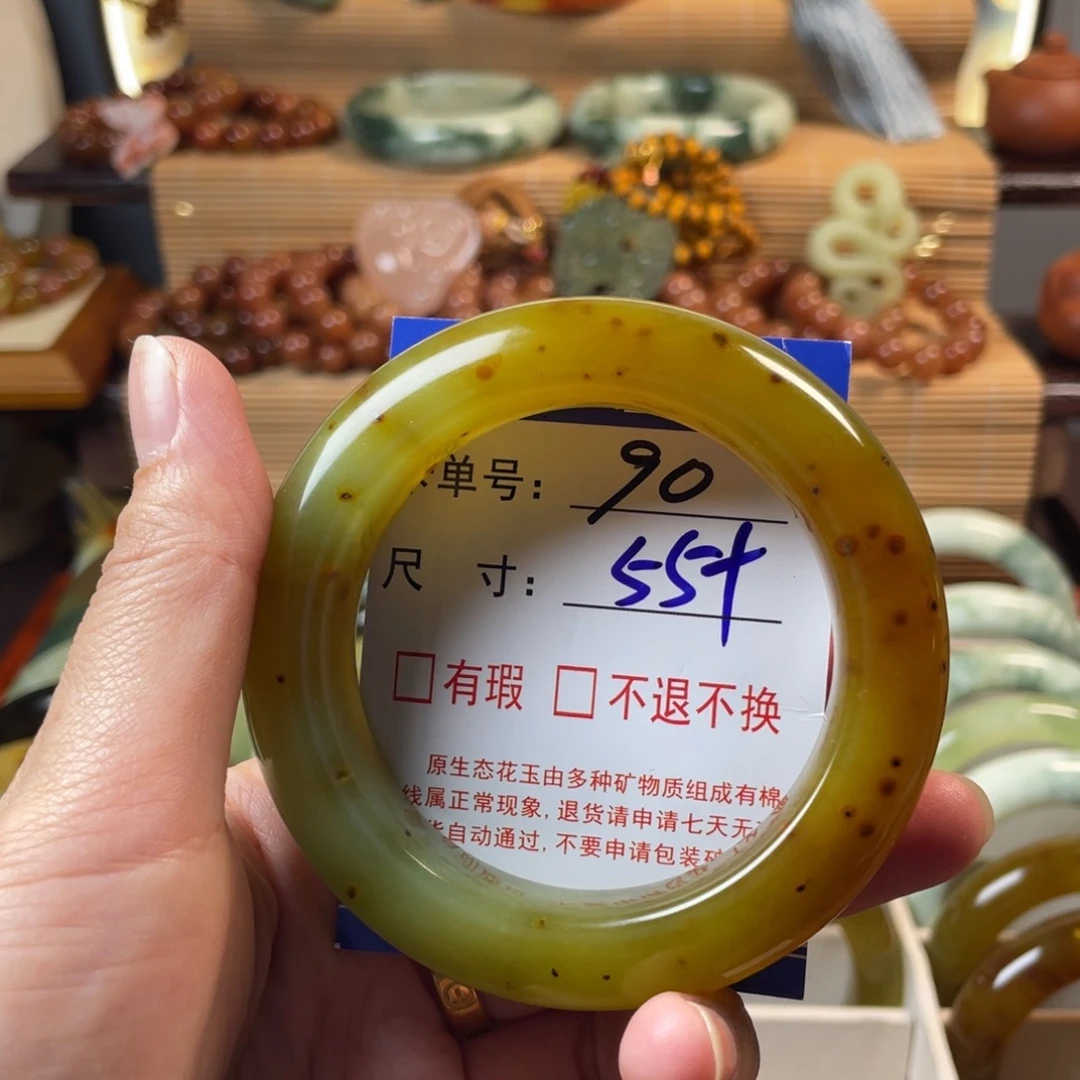 单号: 90
尺 寸: 55+
□有瑕 □不退不换
原生态花玉由多种矿物质组成有棉
线属正常现象,退货请申请七天无
自动通过,不要申请包装破